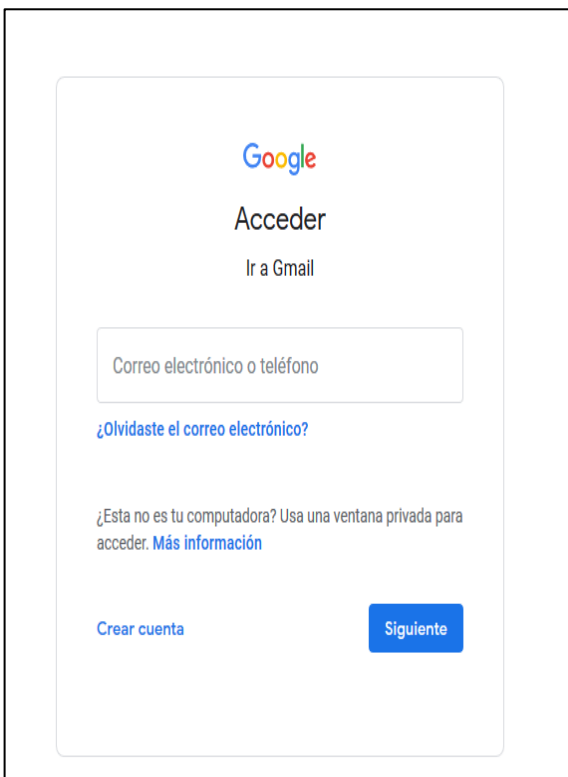 Google
Acceder
Ir a Gmail
Correo electrónico o teléfono
¿Olvidaste el correo electrónico?
¿Esta no es tu computadora? Usa una ventana privada para
acceder. Más información
Crear cuenta
Siguiente